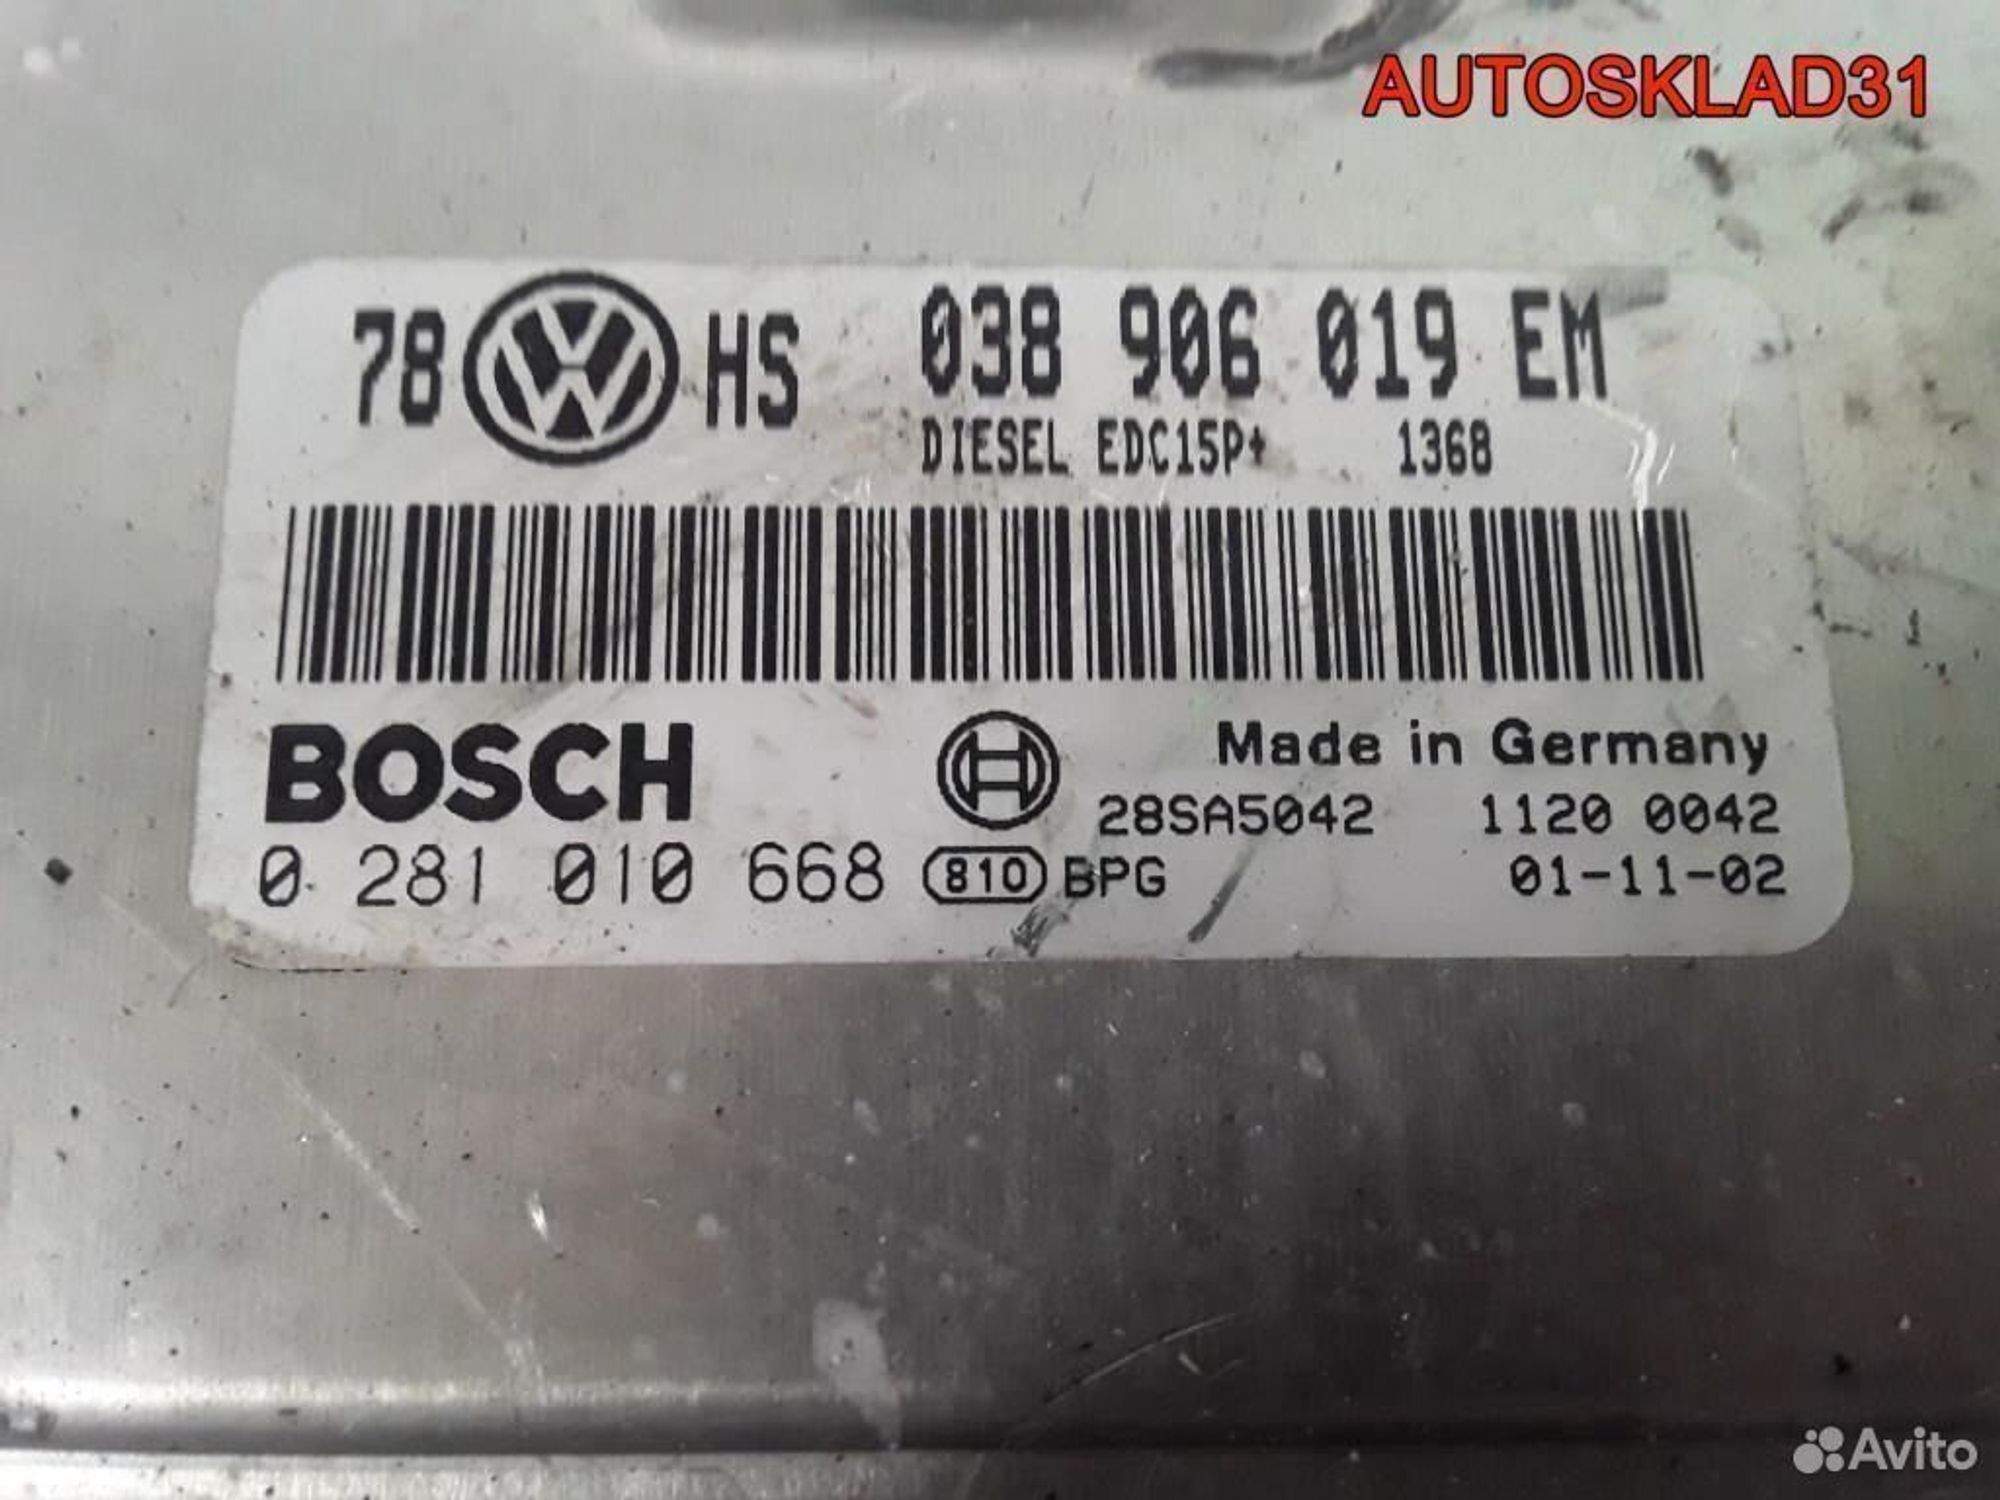 AUTOSKLAD31
78 HS 038 906 019 EM
DIESEL EDC15P+ 1368
BOSCH Made in Germany
28SA5042 1120 0042
0 281 010 668 810 BPG 01-11-02
Avito